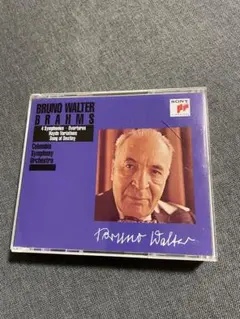 BRUNO WALTER
BRAHMS
4 Symphonies · Overtures
Haydn Variations
Song of Destiny
Columbia
Symphony
Orchestra
SONY
Bruno Walter